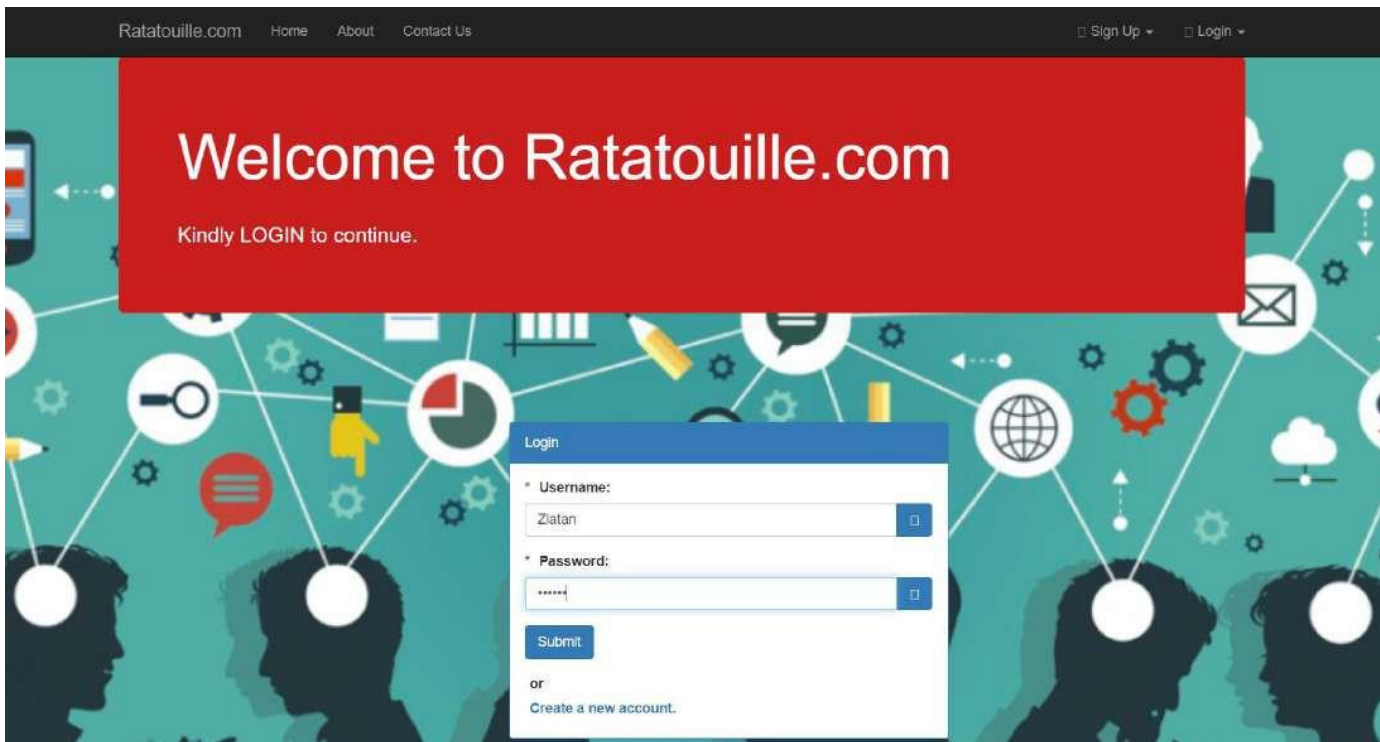 Ratatouille.com Home About Contact Us Sign Up Login
Welcome to Ratatouille.com
Kindly LOGIN to continue.
Login
* Username:
Zlatan
* Password:
••••••
Submit
or
Create a new account.